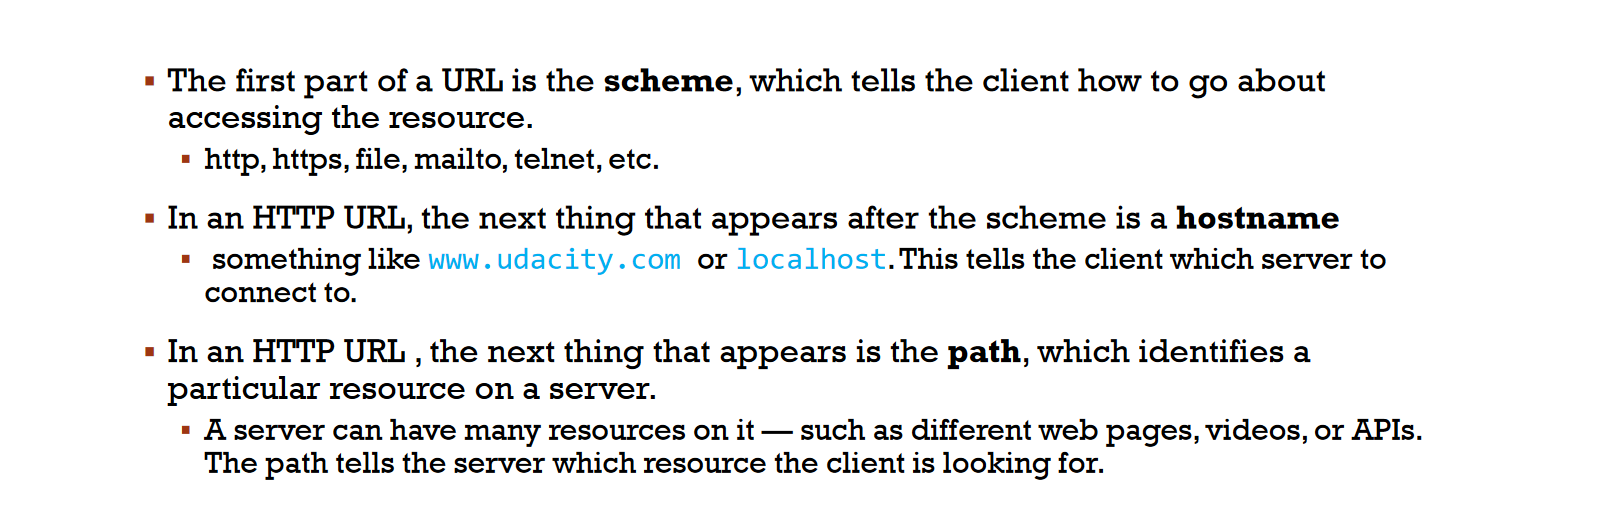 ▪ The first part of a URL is the scheme, which tells the client how to go about
accessing the resource.
▪ http, https, file, mailto, telnet, etc.
▪ In an HTTP URL, the next thing that appears after the scheme is a hostname
▪ something like www.udacity.com or localhost. This tells the client which server to
connect to.
▪ In an HTTP URL , the next thing that appears is the path, which identifies a
particular resource on a server.
▪ A server can have many resources on it — such as different web pages, videos, or APIs.
The path tells the server which resource the client is looking for.